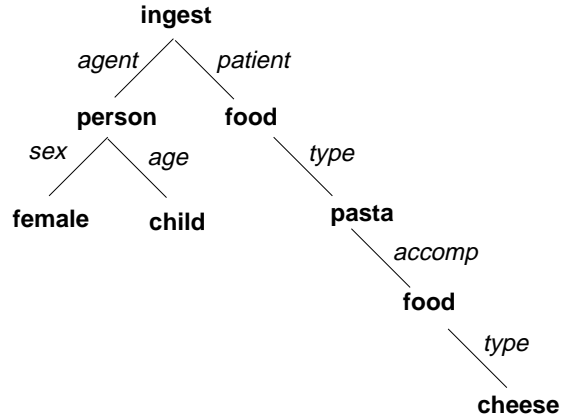 ingest
agent patient
person food
sex age type
female child pasta
accomp
food
type
cheese